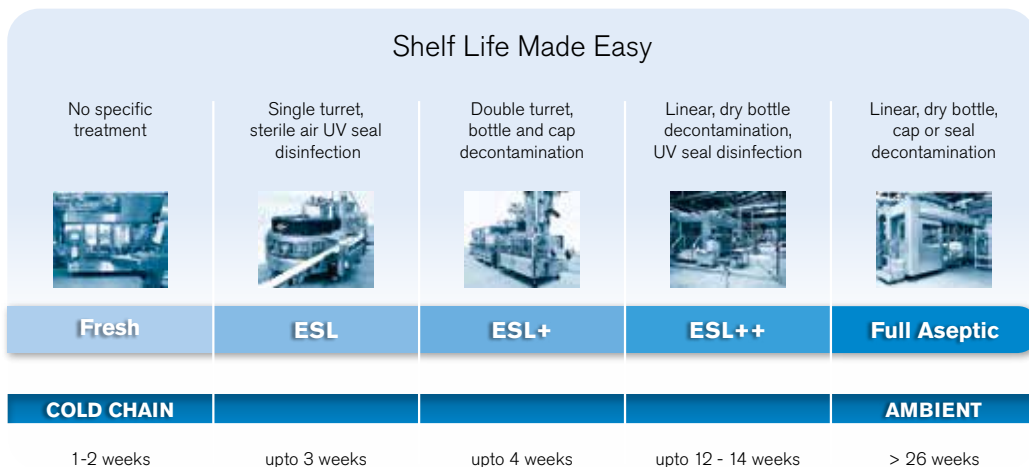 Shelf Life Made Easy
No specific
treatment
Single turret,
sterile air UV seal
disinfection
Double turret,
bottle and cap
decontamination
Linear, dry bottle
decontamination,
UV seal disinfection
Linear, dry bottle,
cap or seal
decontamination
Fresh
ESL
ESL+
ESL++
Full Aseptic
COLD CHAIN
AMBIENT
1-2 weeks
upto 3 weeks
upto 4 weeks
upto 12 - 14 weeks
> 26 weeks